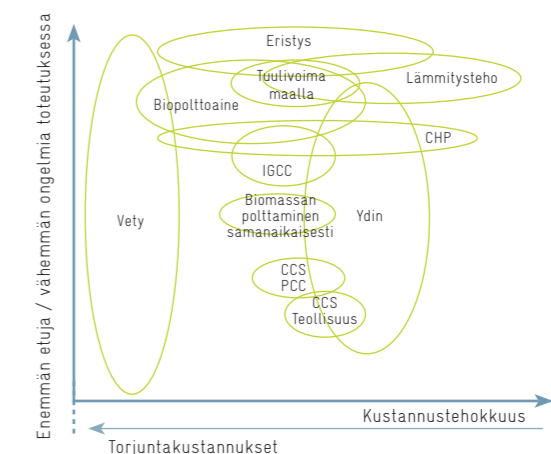 Enemmän etuja / vähemmän ongelmia toteutuksessa
Eristys
Tuulivoima
maalla
Lämmitysteho
Biopolttoaine
CHP
IGCC
Biomassan
polttaminen
samanaikaisesti
Vety
Ydin
CCS
PCC
CCS
Teollisuus
Kustannustehokkuus
Torjuntakustannukset